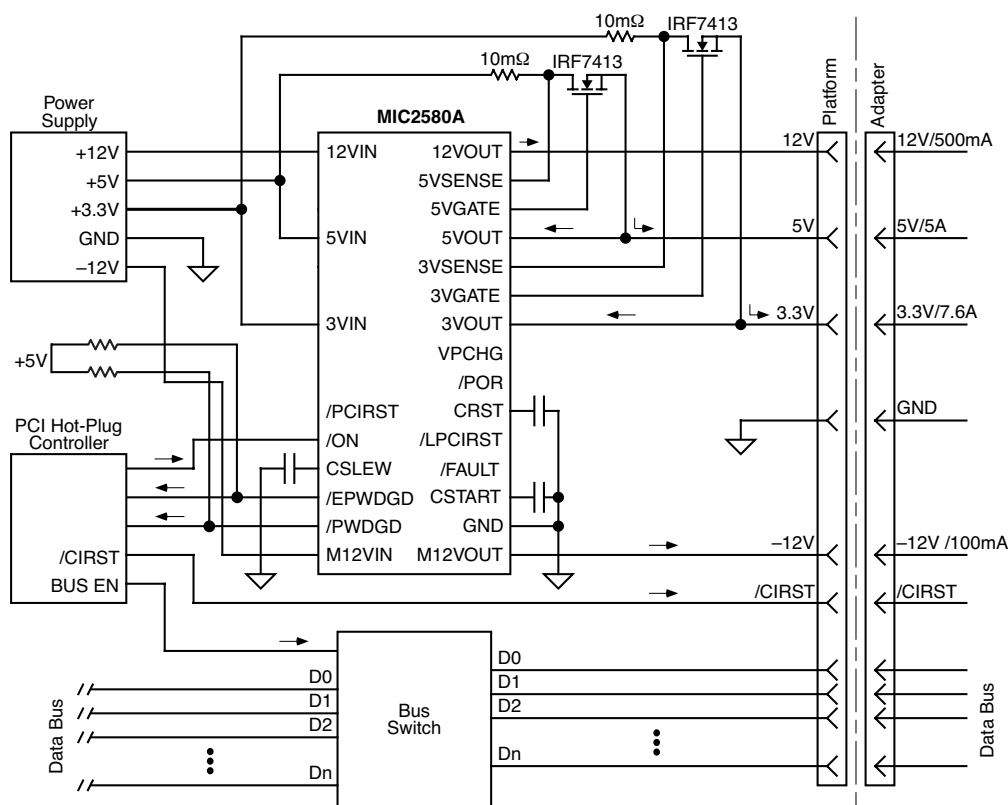 10mΩ
IRF7413
10mΩ
IRF7413
Power
Supply
+12V
+5V
+3.3V
GND
–12V
+5V
PCI Hot-Plug
Controller
/CIRST
BUS EN
MIC2580A
12VIN
5VIN
3VIN
/PCIRST
/ON
CSLEW
/EPWDGD
/PWDGD
M12VIN
12VOUT
5VSENSE
5VGATE
5VOUT
3VSENSE
3VGATE
3VOUT
VPCHG
/POR
CRST
/LPCIRST
/FAULT
CSTART
GND
M12VOUT
Platform
Adapter
12V
12V/500mA
5V
5V/5A
3.3V
3.3V/7.6A
GND
–12V
–12V /100mA
/CIRST
/CIRST
Data Bus
D0
D1
D2
Dn
Bus
Switch
D0
D1
D2
Dn
Data Bus